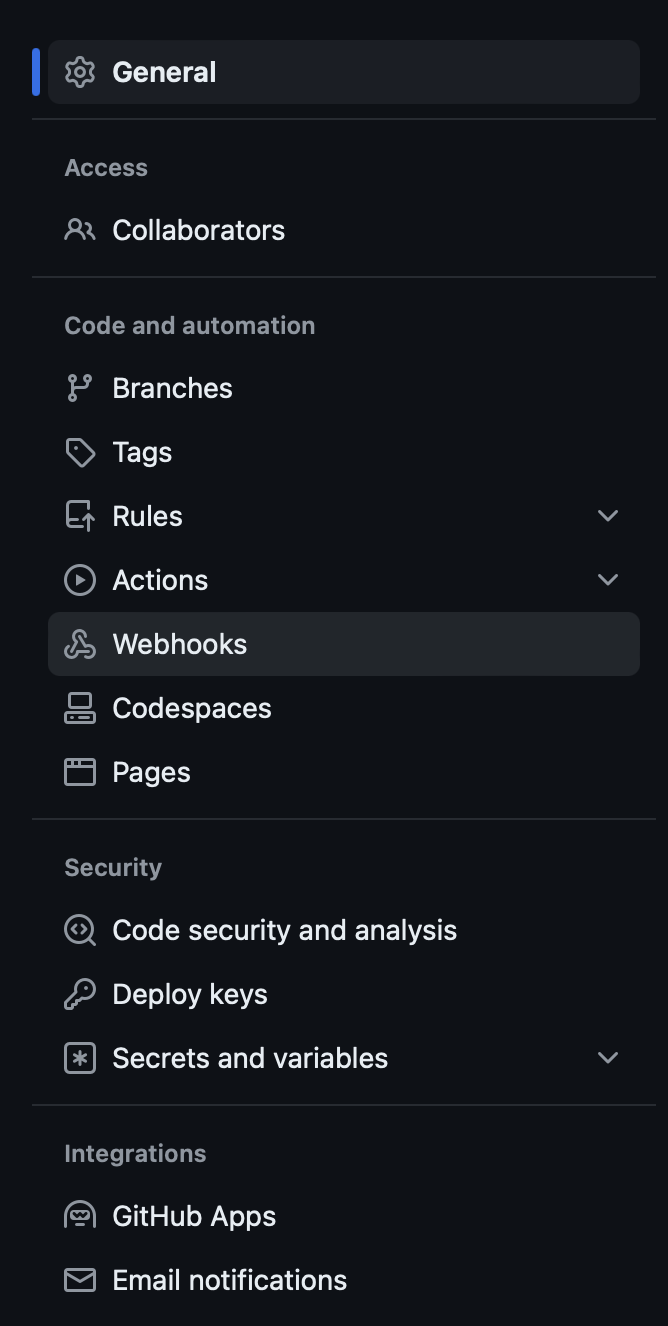 General
Access
Collaborators
Code and automation
Branches
Tags
Rules
Actions
Webhooks
Codespaces
Pages
Security
Code security and analysis
Deploy keys
Secrets and variables
Integrations
GitHub Apps
Email notifications